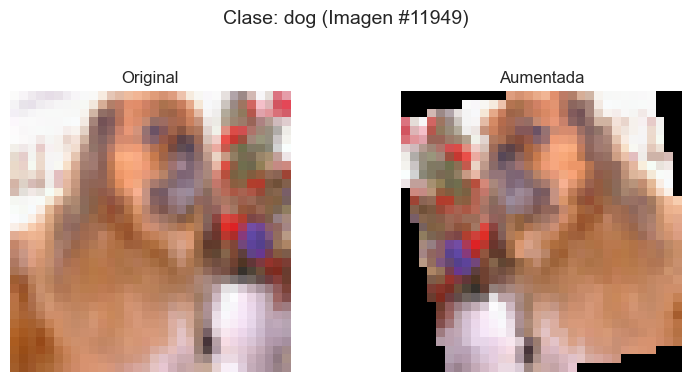 Clase: dog (Imagen #11949)
Original
Aumentada